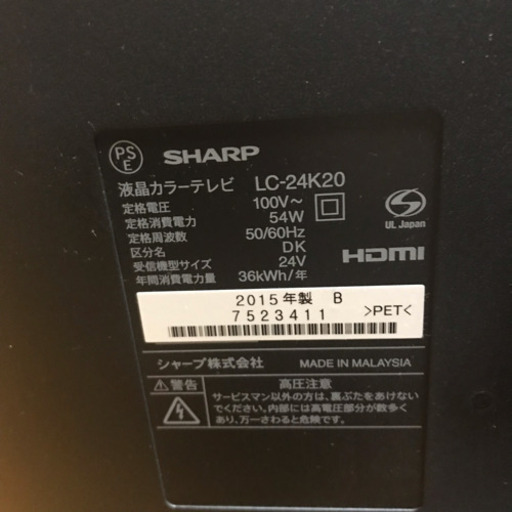 PS
E
SHARP
液晶カラーテレビ LC-24K20
定格電圧 100V～
定格消費電力 54W
定格周波数 50/60Hz
区分名 DK
受信機型サイズ 24V
年間消費電力量 36kWh/年
S
UL Japan
HDMI
2015年製 B
7523411
>PET<
シャープ株式会社 MADE IN MALAYSIA
⚠警告 高圧注意
サービスマン以外の方は、裏ぶたをあけない
でください。内部には高電圧部分が数多く
あり、万一さわると危険です。